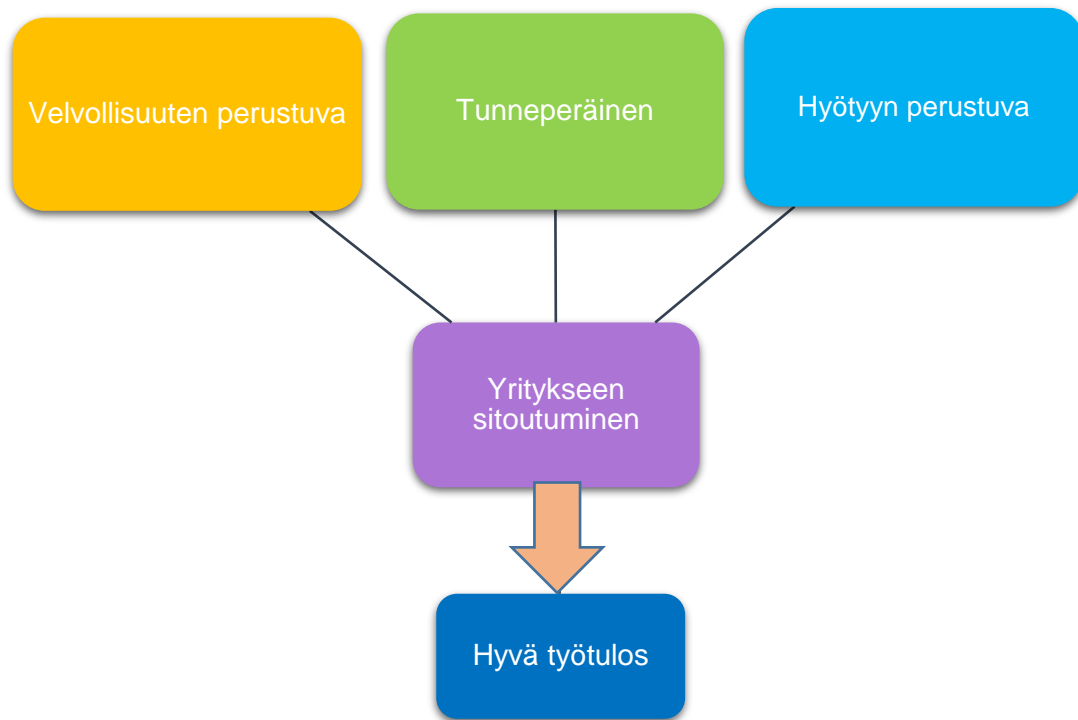 Velvollisuuten perustuva
Tunneperäinen
Hyötyyn perustuva
Yritykseen
sitoutuminen
Hyvä työtulos